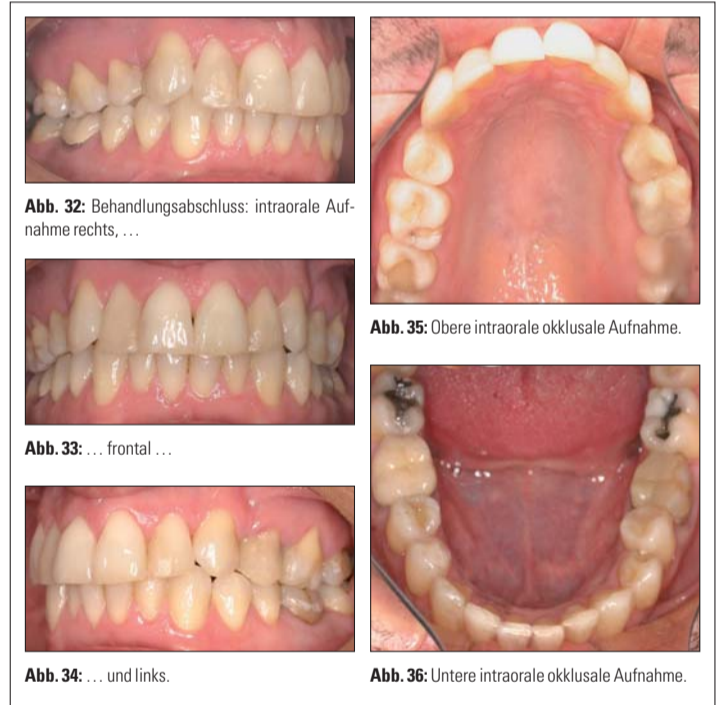 Abb. 32: Behandlungsabschluss: intraorale Auf-
nahme rechts, …
Abb. 33: … frontal …
Abb. 34: … und links.
Abb. 35: Obere intraorale okklusale Aufnahme.
Abb. 36: Untere intraorale okklusale Aufnahme.